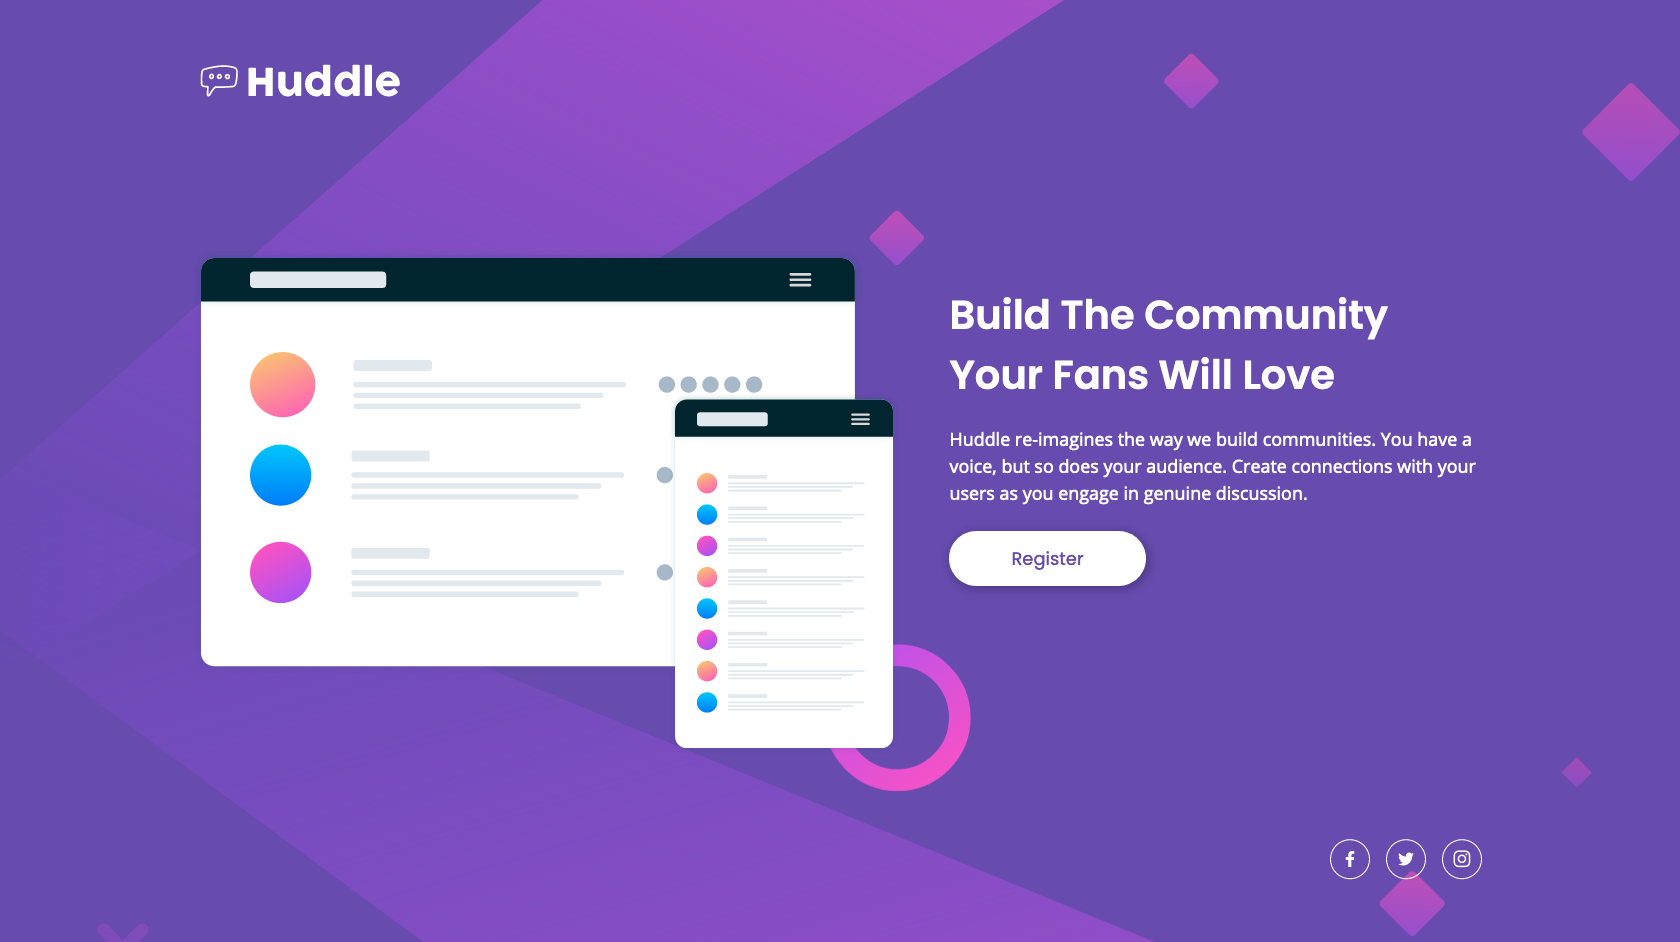 Huddle
Build The Community
Your Fans Will Love
Huddle re-imagines the way we build communities. You have a
voice, but so does your audience. Create connections with your
users as you engage in genuine discussion.
Register